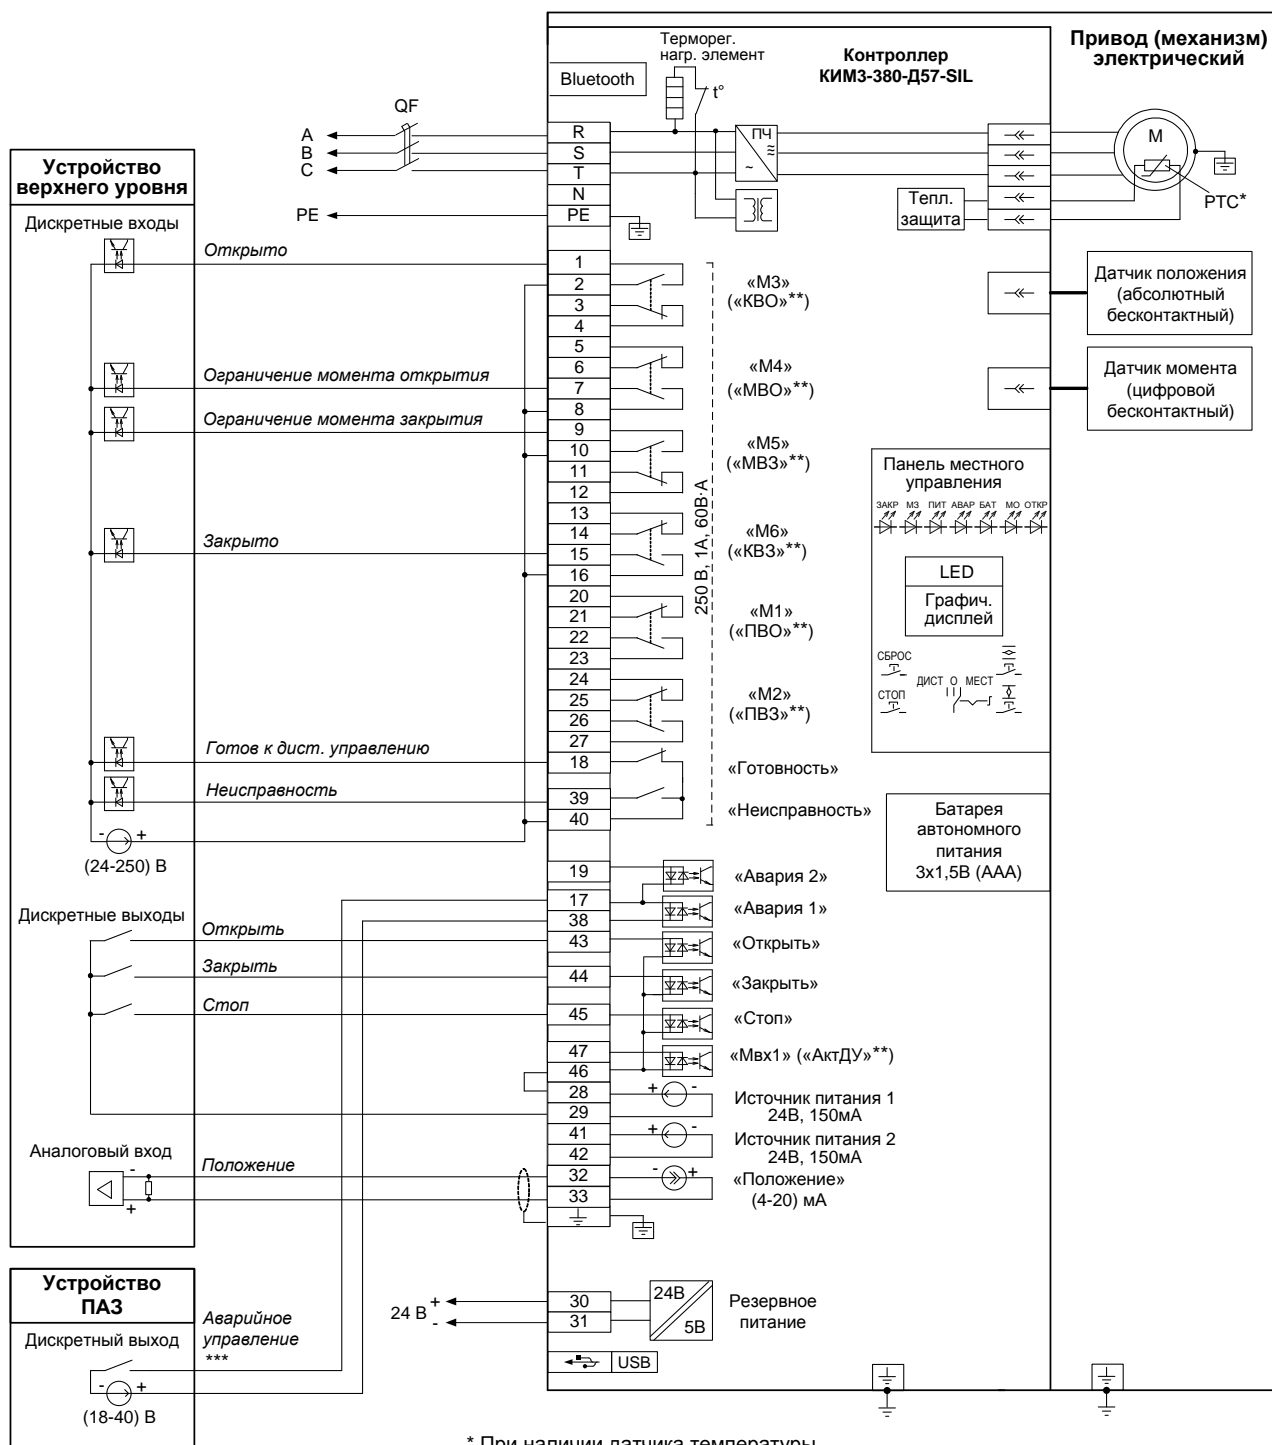 Привод (механизм)
электрический
Контроллер
КИМ3-380-Д57-SIL
Терморег.
нагр. элемент
t°
Bluetooth
QF
A
B
C
PE
R
S
T
N
PE
ПЧ
≈
~
M
PTC*
Тепл.
защита
Устройство
верхнего уровня
Дискретные входы
Открыто
Ограничение момента открытия
Ограничение момента закрытия
Закрыто
Готов к дист. управлению
Неисправность
- +
(24-250) В
1
2
3
4
5
6
7
8
9
10
11
12
13
14
15
16
20
21
22
23
24
25
26
27
18
39
40
«М3»
(«КВО»**)
«М4»
(«МВО»**)
«М5»
(«МВЗ»**)
«М6»
(«КВЗ»**)
«М1»
(«ПВО»**)
«М2»
(«ПВЗ»**)
«Готовность»
«Неисправность»
250 В, 1А, 60В·А
Датчик положения
(абсолютный
бесконтактный)
Датчик момента
(цифровой
бесконтактный)
Панель местного
управления
ЗАКР МЗ ПИТ АВАР БАТ МО ОТКР
LED
Графич.
дисплей
СБРОС
СТОП
ДИСТ О МЕСТ
Батарея
автономного
питания
3х1,5В (ААА)
Дискретные выходы
Открыть
Закрыть
Стоп
19
17
38
43
44
45
47
46
28
29
41
42
32
33
«Авария 2»
«Авария 1»
«Открыть»
«Закрыть»
«Стоп»
«Мвх1» («АктДУ»**)
+ -
Источник питания 1
24В, 150мА
+ -
Источник питания 2
24В, 150мА
- +
«Положение»
(4-20) мА
Аналоговый вход
-
+
Положение
Устройство
ПАЗ
Дискретный выход
Аварийное
управление
***
- +
(18-40) В
24 В
+
-
30
31
24В
5В
Резервное
питание
USB
* При наличии датчика температуры